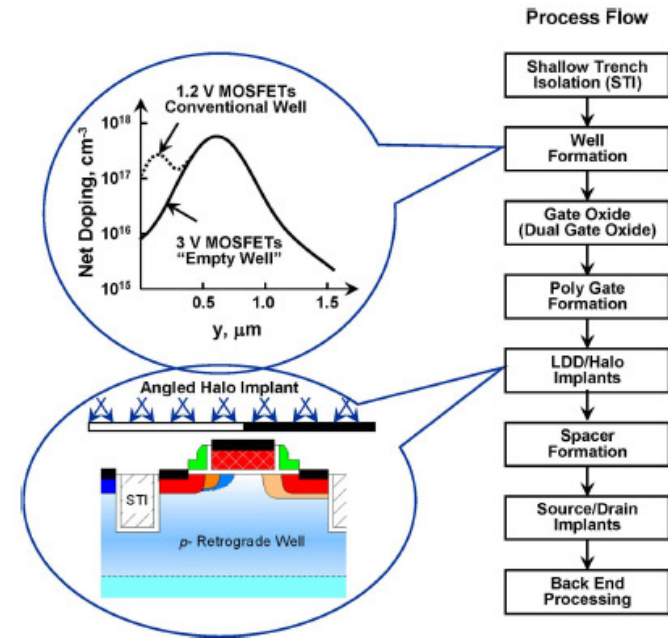 Process Flow
Shallow Trench
Isolation (STI)
Well
Formation
Gate Oxide
(Dual Gate Oxide)
Poly Gate
Formation
LDD/Halo
Implants
Spacer
Formation
Source/Drain
Implants
Back End
Processing
1.2 V MOSFETs
Conventional Well
Net Doping, cm-3
10¹⁸
10¹⁷
10¹⁶
10¹⁵
3 V MOSFETs
“Empty Well”
0.5
1.0
1.5
y, μm
Angled Halo Implant
STI
p- Retrograde Well